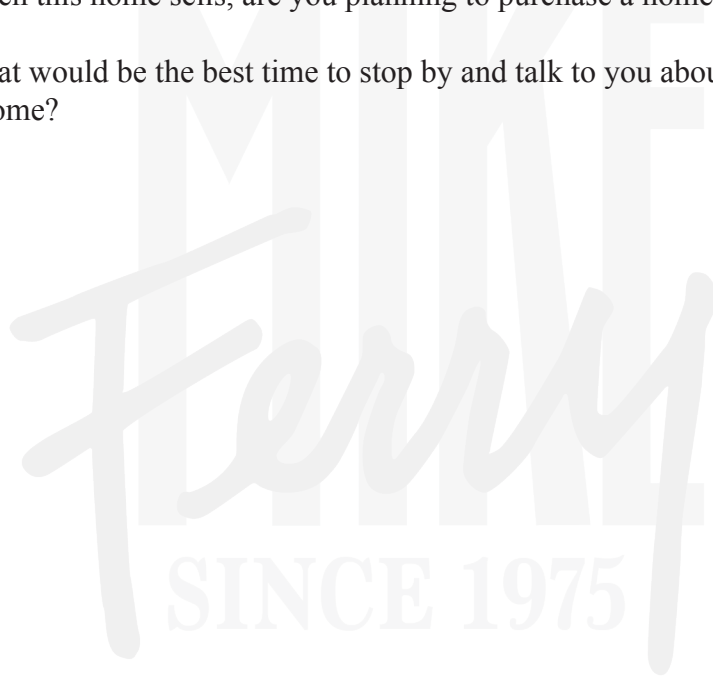 en this home sells, are you planning to purchase a home
at would be the best time to stop by and talk to you abou
ome?
MIKE
Ferry
SINCE 1975